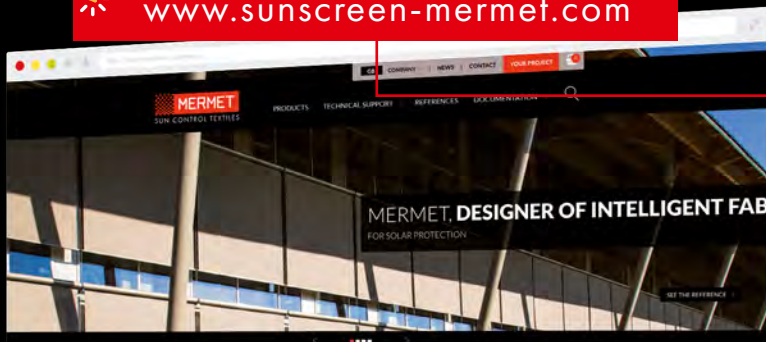 www.sunscreen-mermet.com
GB COMPANY | NEWS | CONTACT YOUR PROJECT
MERMET
SUN CONTROL TEXTILES
PRODUCTS TECHNICAL SUPPORT REFERENCES DOCUMENTATION
MERMET, DESIGNER OF INTELLIGENT FAB
FOR SOLAR PROTECTION
SEE THE REFERENCE